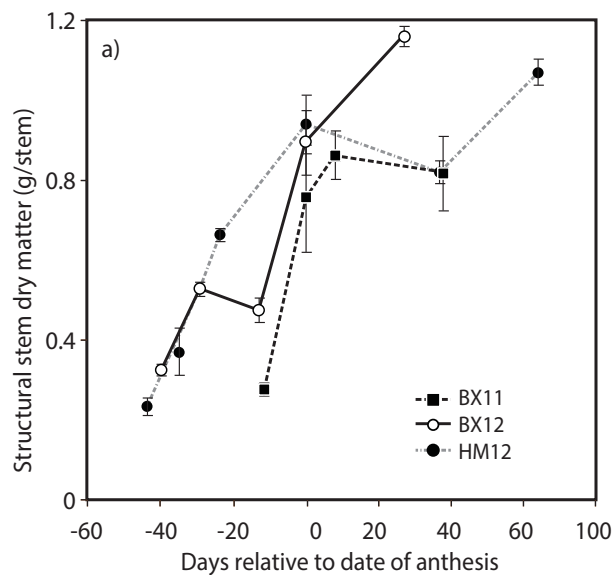 a)
1.2
0.8
0.4
0
Structural stem dry matter (g/stem)
BX11
BX12
HM12
-60 -40 -20 0 20 40 60 80 100
Days relative to date of anthesis